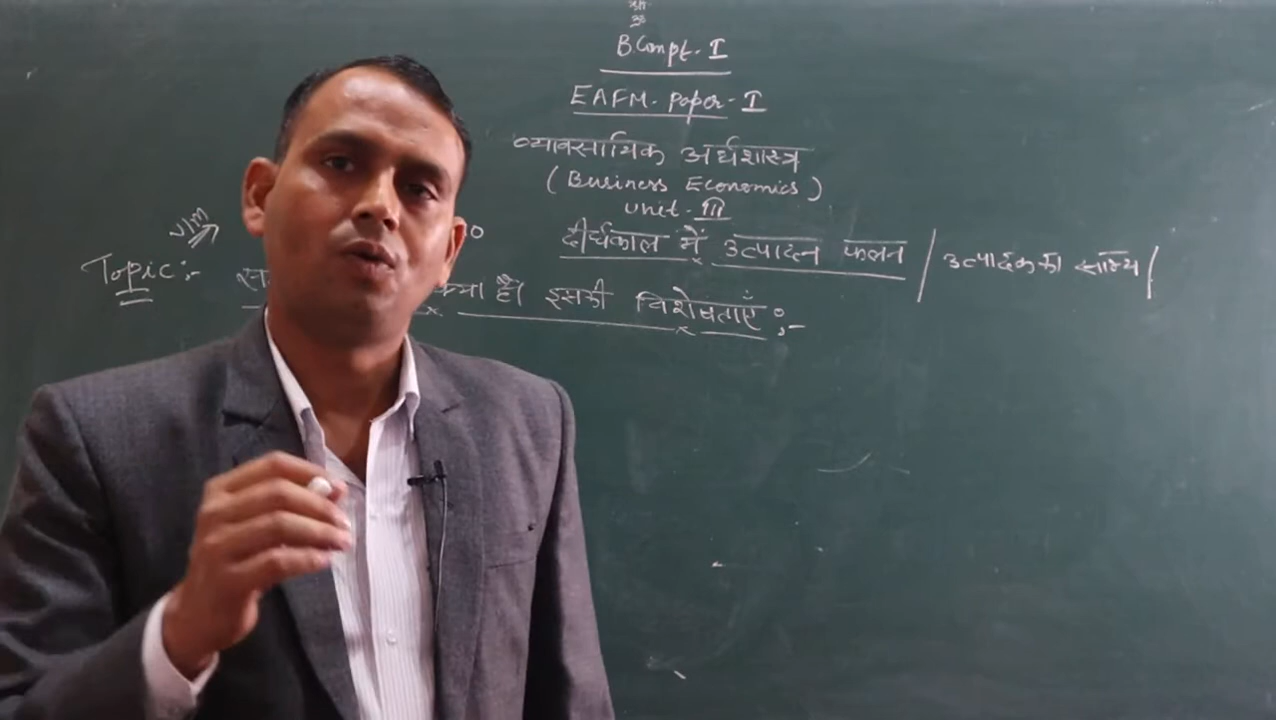 श्री
B Com pt. I
EAFM. Paper - I
व्यावसायिक अर्थशास्त्र
( Business Economics )
unit - III
दीर्घकाल में उत्पादन फलन / उत्पादक का साम्य /
Topic :- क्या है। इसकी विशेषताएँ :-